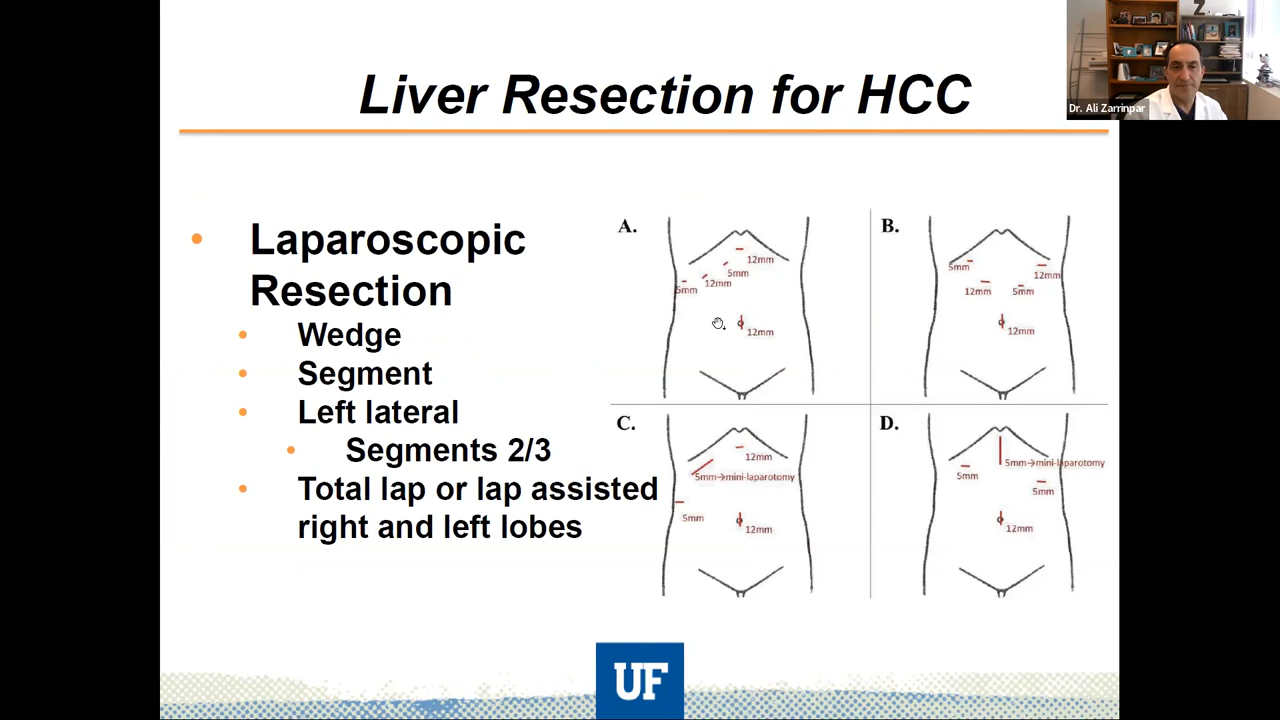 Z
Dr. Ali Zarrinpar
Liver Resection for HCC
• Laparoscopic
Resection
• Wedge
• Segment
• Left lateral
• Segments 2/3
• Total lap or lap assisted
right and left lobes
A.
12mm
5mm
12mm
5mm
12mm
B.
5mm
12mm
12mm
5mm
12mm
C.
12mm
5mm→mini-laparotomy
5mm
12mm
D.
5mm→mini-laparotomy
5mm
5mm
12mm
UF